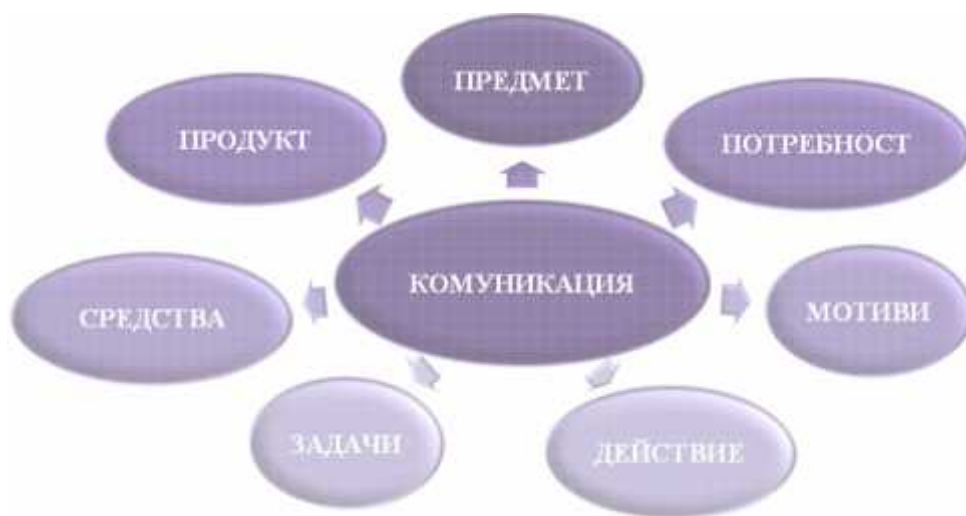 ПРЕДМЕТ
ПРОДУКТ
ПОТРЕБНОСТ
КОМУНИКАЦИЯ
СРЕДСТВА
МОТИВИ
ЗАДАЧИ
ДЕЙСТВИЕ